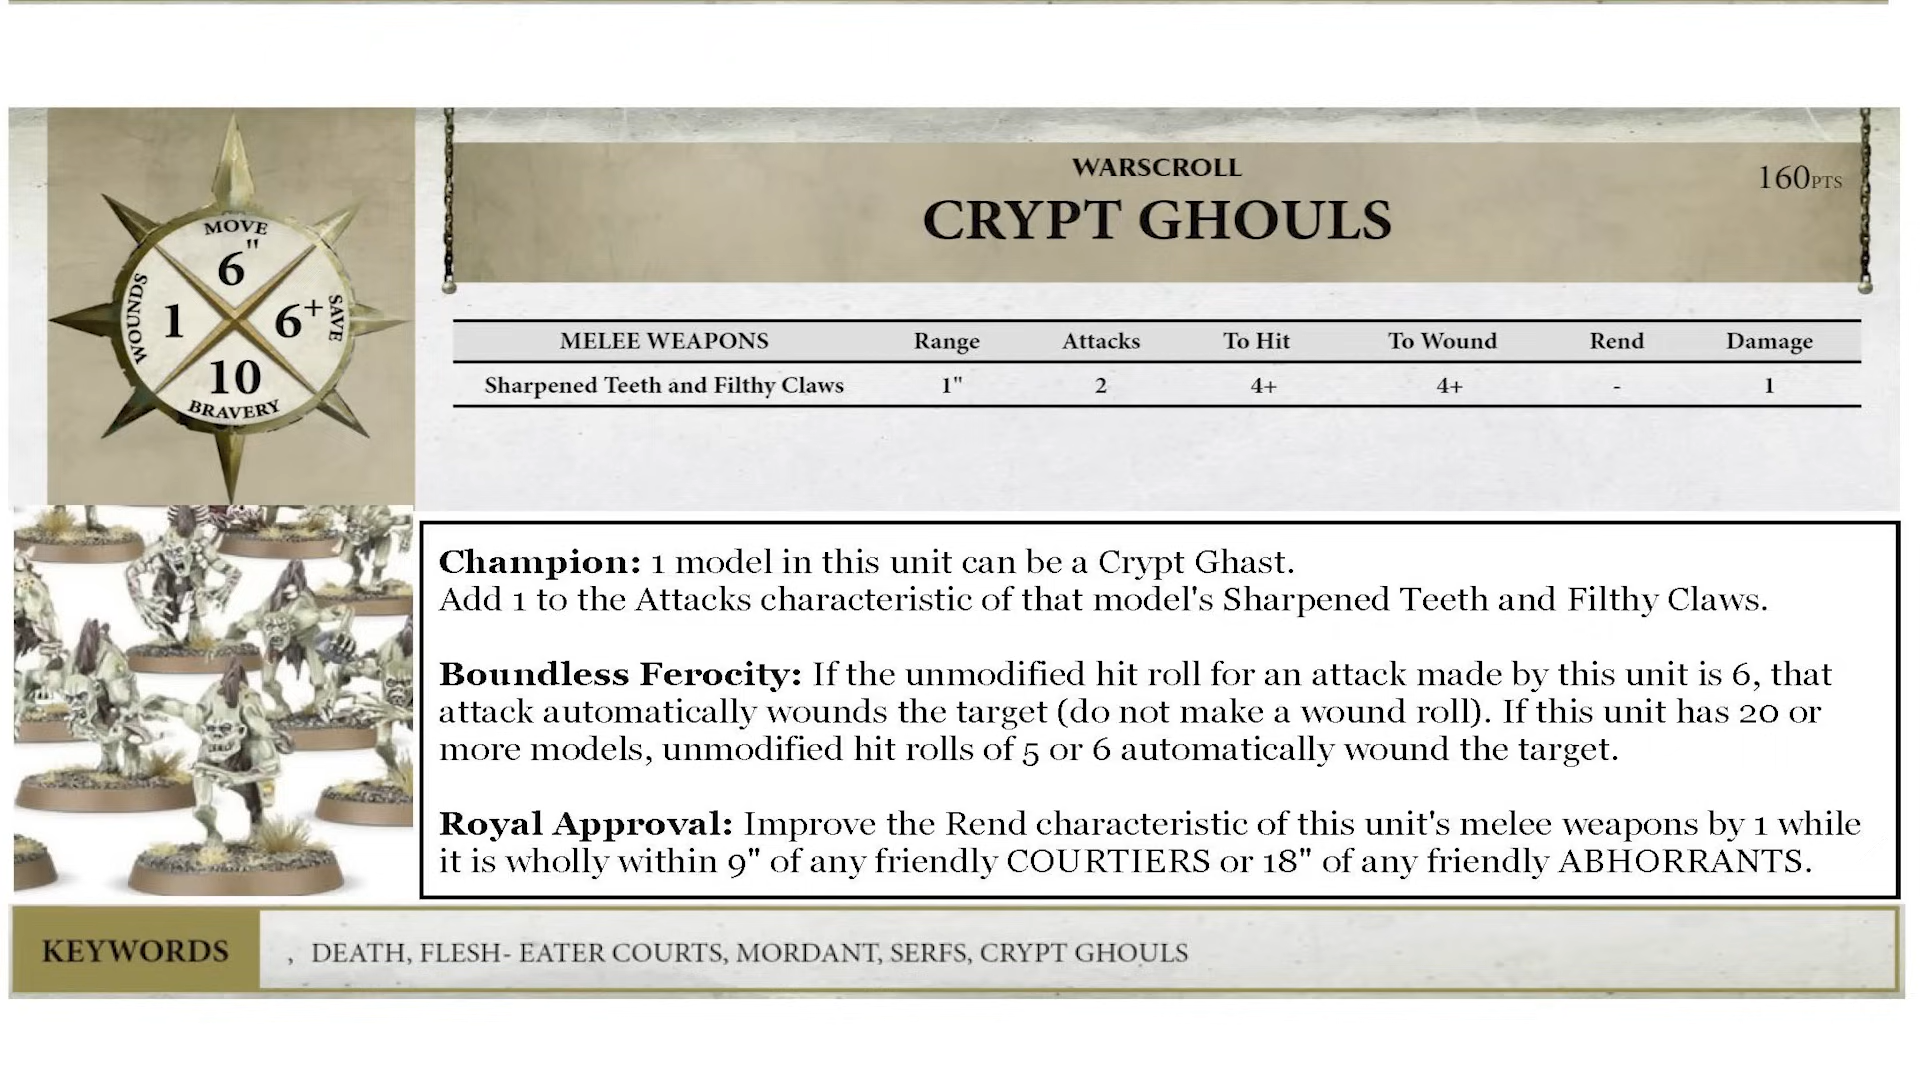 WARSCROLL
160PTS
CRYPT GHOULS
MOVE
6"
WOUNDS
1
6+
SAVE
10
BRAVERY
MELEE WEAPONS Range Attacks To Hit To Wound Rend Damage
Sharpened Teeth and Filthy Claws 1" 2 4+ 4+ - 1
Champion: 1 model in this unit can be a Crypt Ghast.
Add 1 to the Attacks characteristic of that model's Sharpened Teeth and Filthy Claws.
Boundless Ferocity: If the unmodified hit roll for an attack made by this unit is 6, that
attack automatically wounds the target (do not make a wound roll). If this unit has 20 or
more models, unmodified hit rolls of 5 or 6 automatically wound the target.
Royal Approval: Improve the Rend characteristic of this unit's melee weapons by 1 while
it is wholly within 9" of any friendly COURTIERS or 18" of any friendly ABHORRANTS.
KEYWORDS , DEATH, FLESH- EATER COURTS, MORDANT, SERFS, CRYPT GHOULS